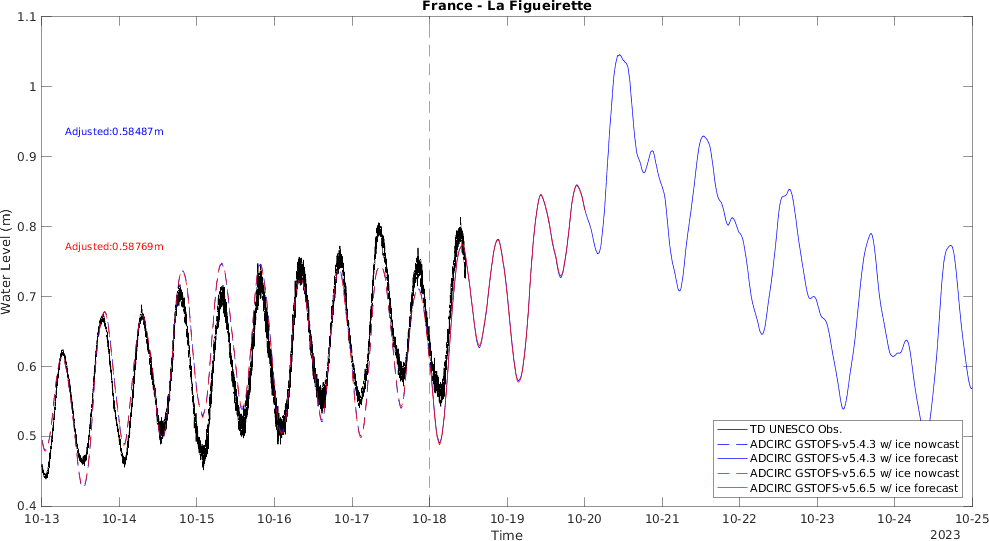 France - La Figueirette
1.1
1
0.9
0.8
0.7
0.6
0.5
0.4
Water Level (m)
Adjusted:0.58487m
Adjusted:0.58769m
TD UNESCO Obs.
ADCIRC GSTOFS-v5.4.3 w/ ice nowcast
ADCIRC GSTOFS-v5.4.3 w/ ice forecast
ADCIRC GSTOFS-v5.6.5 w/ ice nowcast
ADCIRC GSTOFS-v5.6.5 w/ ice forecast
10-13 10-14 10-15 10-16 10-17 10-18 10-19 10-20 10-21 10-22 10-23 10-24 10-25
Time
2023